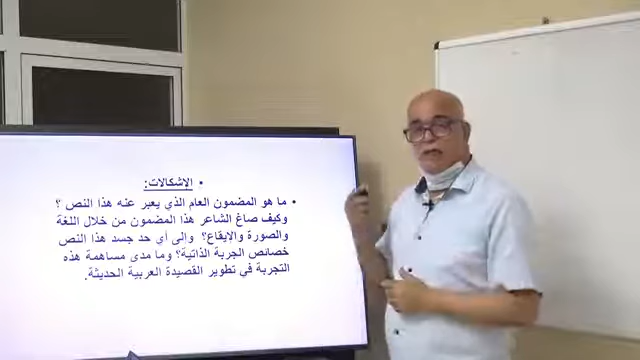 • الإشكالات:
• ما هو المضمون العام الذي يعبر عنه هذا النص ؟
وكيف صاغ الشاعر هذا المضمون من خلال اللغة
والصورة والإيقاع؟ وإلى أي حد جسد هذا النص
خصائص الجربة الذاتية؟ وما مدى مساهمة هذه
التجربة في تطوير القصيدة العربية الحديثة.